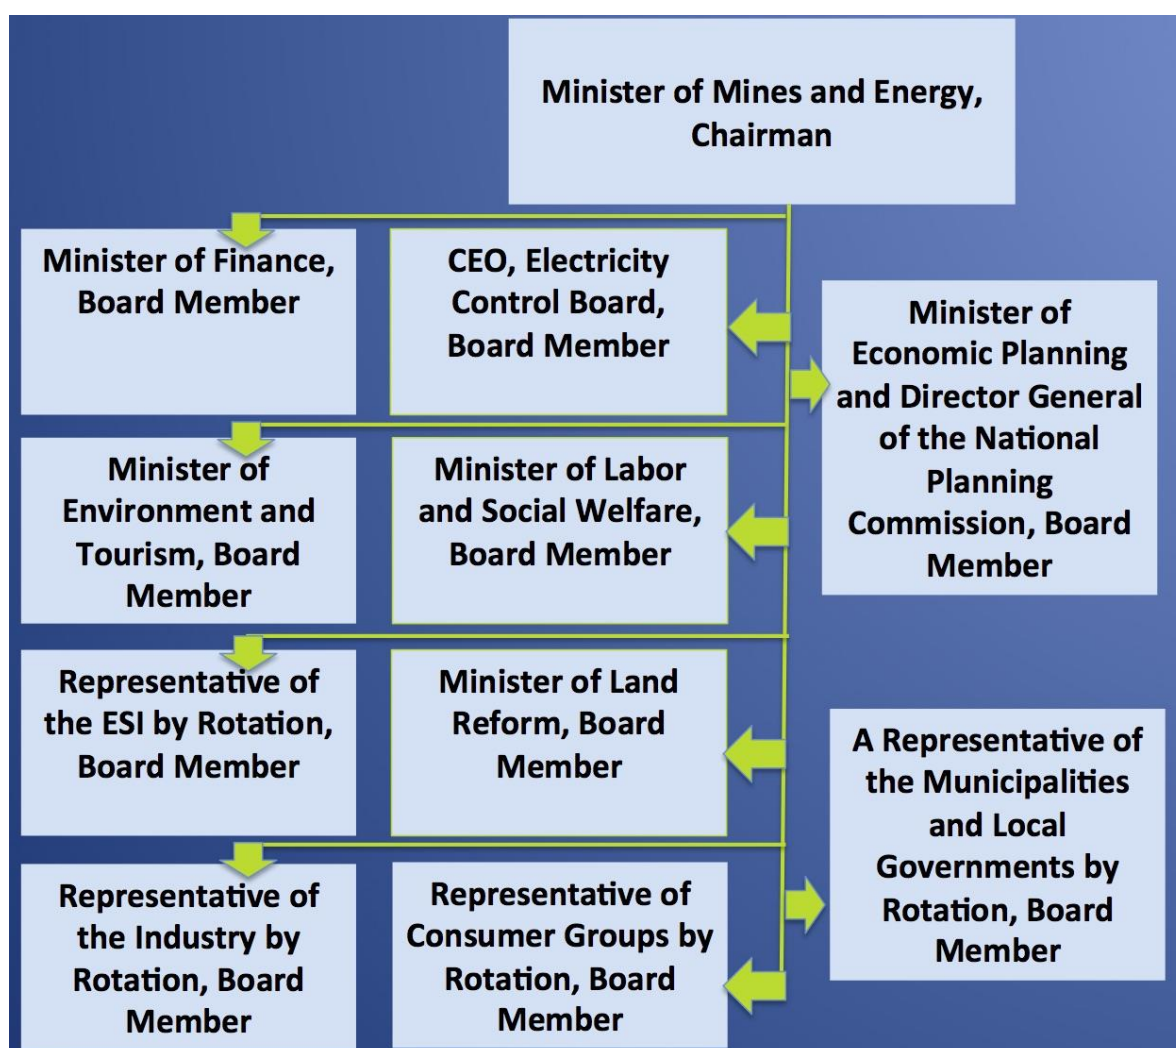 Minister of Mines and Energy,
Chairman
Minister of Finance,
Board Member
CEO, Electricity
Control Board,
Board Member
Minister of
Economic Planning
and Director General
of the National
Planning
Commission, Board
Member
Minister of
Environment and
Tourism, Board
Member
Minister of Labor
and Social Welfare,
Board Member
Representative of
the ESI by Rotation,
Board Member
Minister of Land
Reform, Board
Member
A Representative of
the Municipalities
and Local
Governments by
Rotation, Board
Member
Representative of
the Industry by
Rotation, Board
Member
Representative of
Consumer Groups by
Rotation, Board
Member